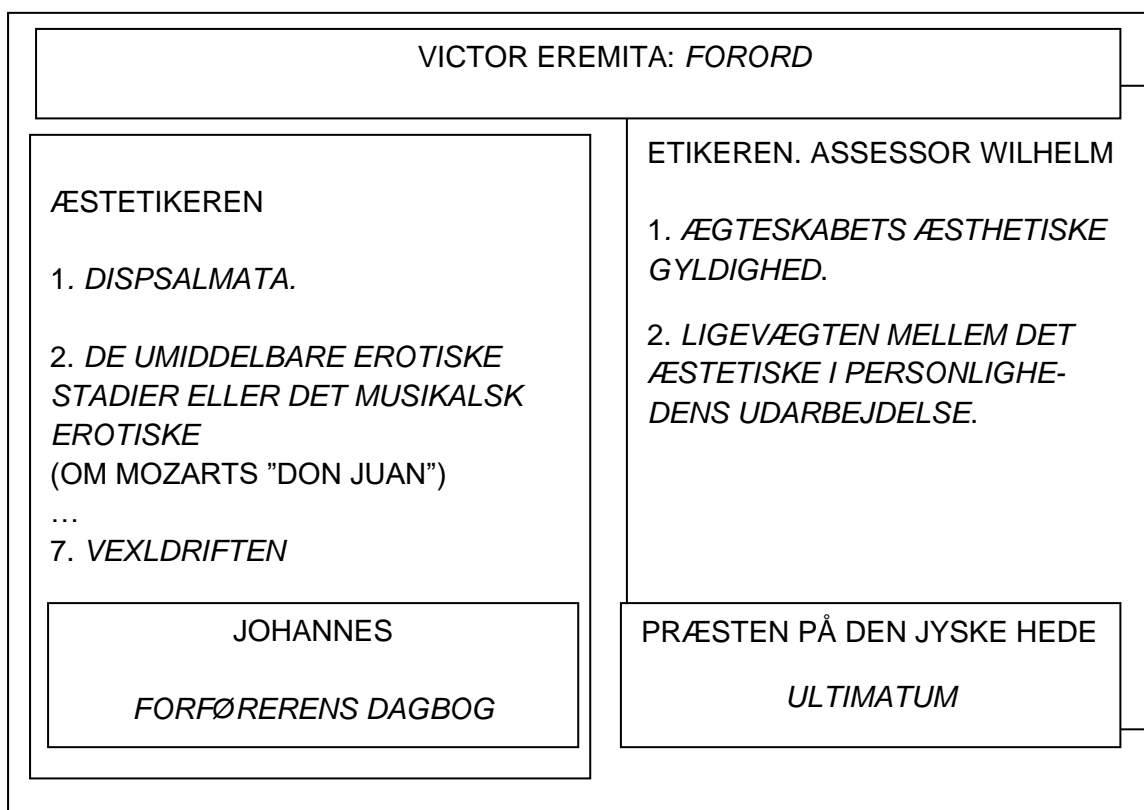 VICTOR EREMITA: FORORD
ÆSTETIKEREN
1. DISPSALMATA.
2. DE UMIDDELBARE EROTISKE
STADIER ELLER DET MUSIKALSK
EROTISKE
(OM MOZARTS ”DON JUAN”)
…
7. VEXLDRIFTEN
JOHANNES
FORFØRERENS DAGBOG
ETIKEREN. ASSESSOR WILHELM
1. ÆGTESKABETS ÆSTHETISKE
GYLDIGHED.
2. LIGEVÆGTEN MELLEM DET
ÆSTETISKE I PERSONLIGHE-
DENS UDARBEJDELSE.
PRÆSTEN PÅ DEN JYSKE HEDE
ULTIMATUM